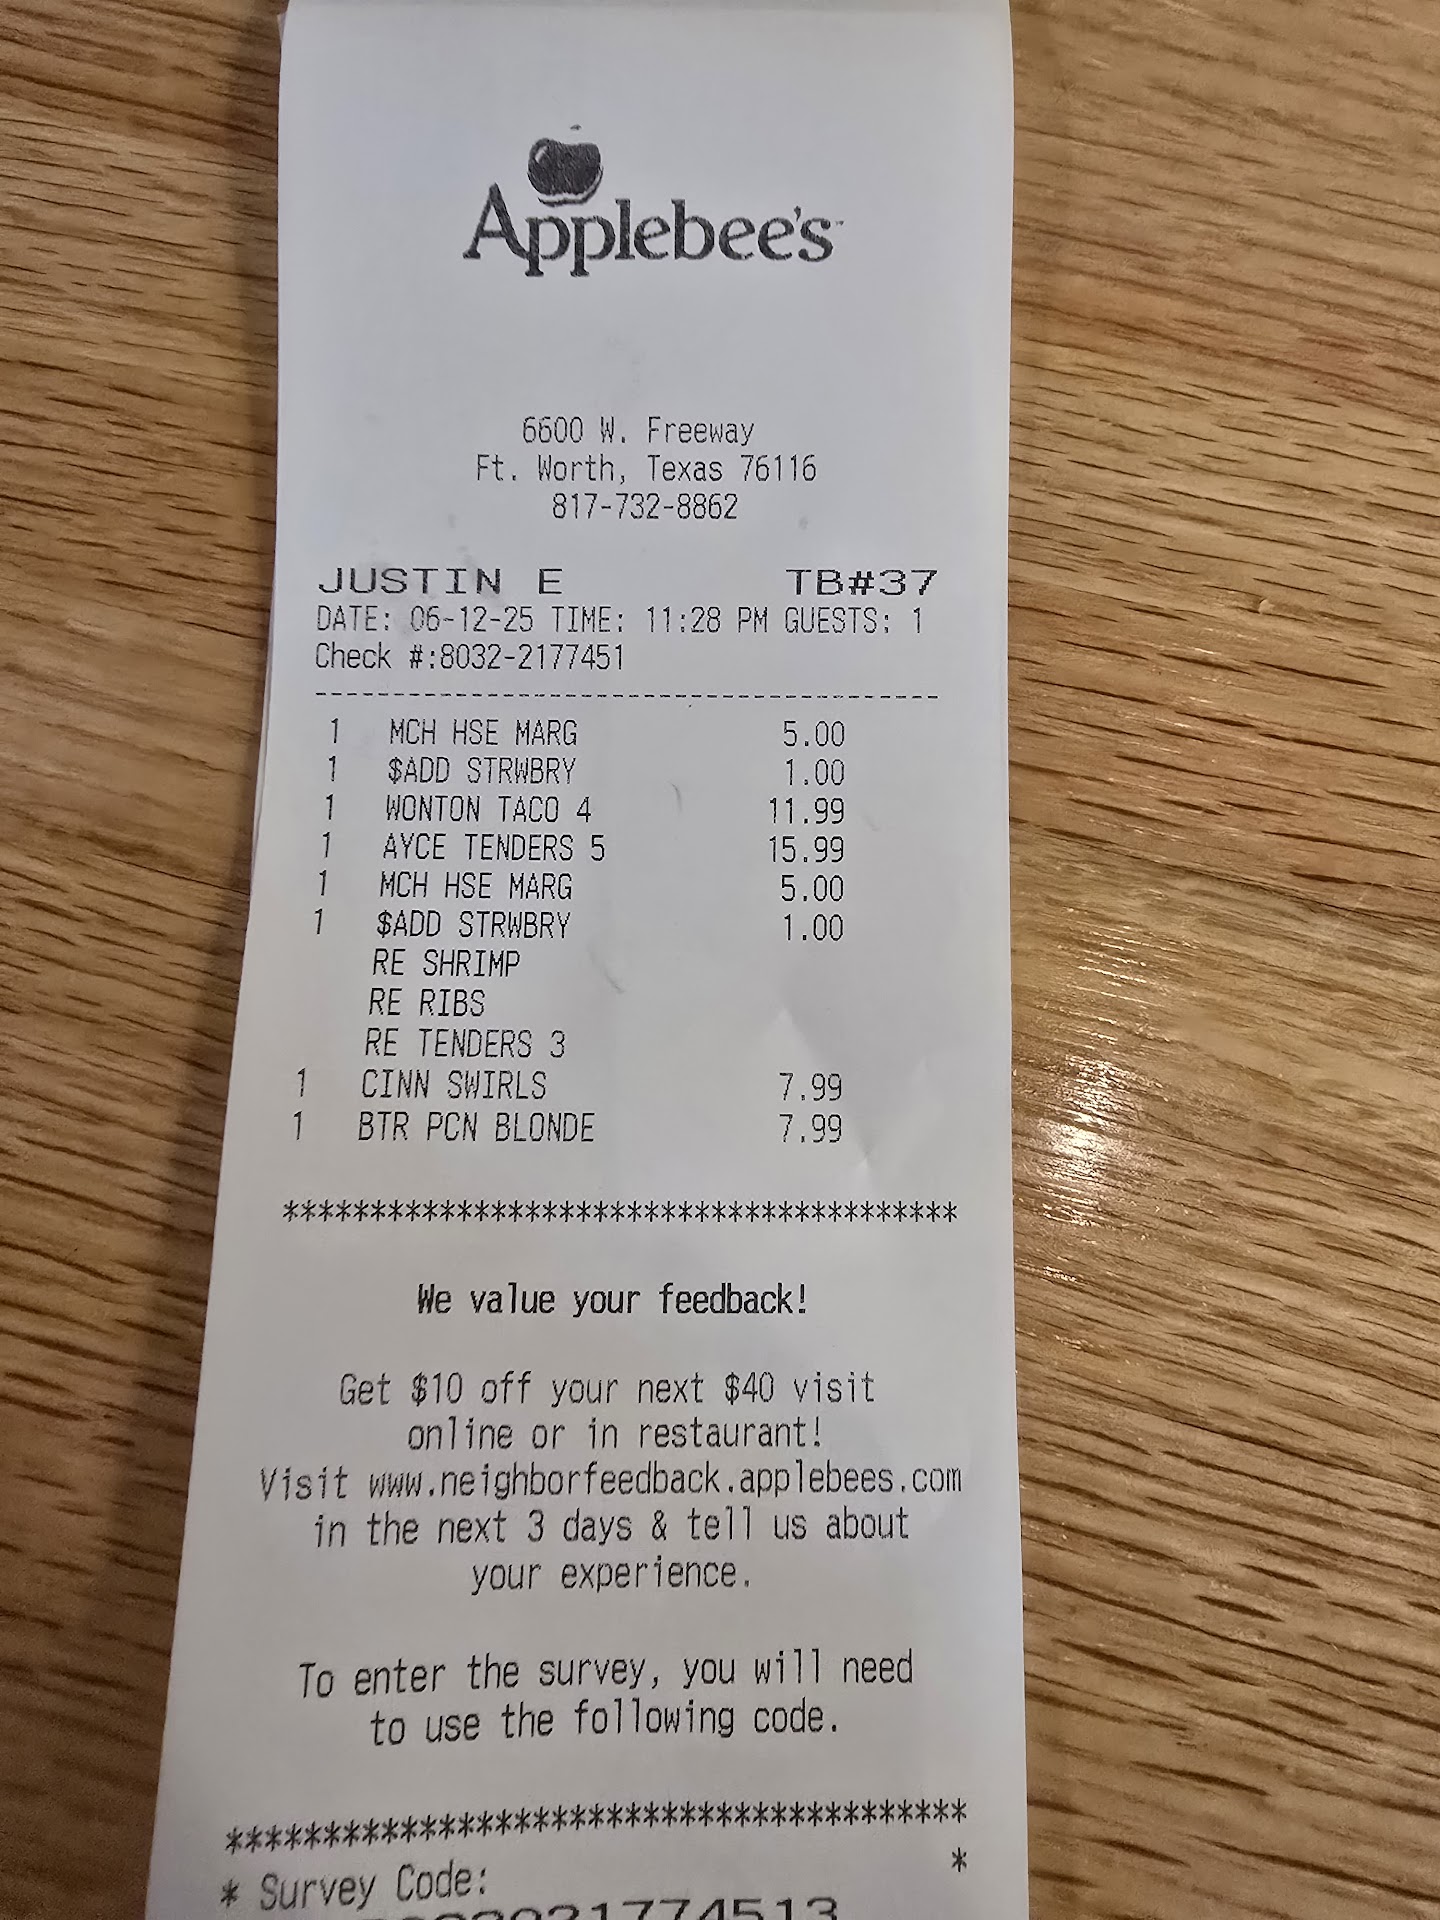 Applebee's
6600 W. Freeway
Ft. Worth, Texas 76116
817-732-8862
JUSTIN E TB#37
DATE: 06-12-25 TIME: 11:28 PM GUESTS: 1
Check #:8032-2177451
---------------------------------------
1 MCH HSE MARG 5.00
1 $ADD STRWBRY 1.00
1 WONTON TACO 4 11.99
1 AYCE TENDERS 5 15.99
1 MCH HSE MARG 5.00
1 $ADD STRWBRY 1.00
RE SHRIMP
RE RIBS
RE TENDERS 3
1 CINN SWIRLS 7.99
1 BTR PCN BLONDE 7.99
***************************************
We value your feedback!
Get $10 off your next $40 visit
online or in restaurant!
Visit www.neighborfeedback.applebees.com
in the next 3 days & tell us about
your experience.
To enter the survey, you will need
to use the following code.
***************************************
* Survey Code: *